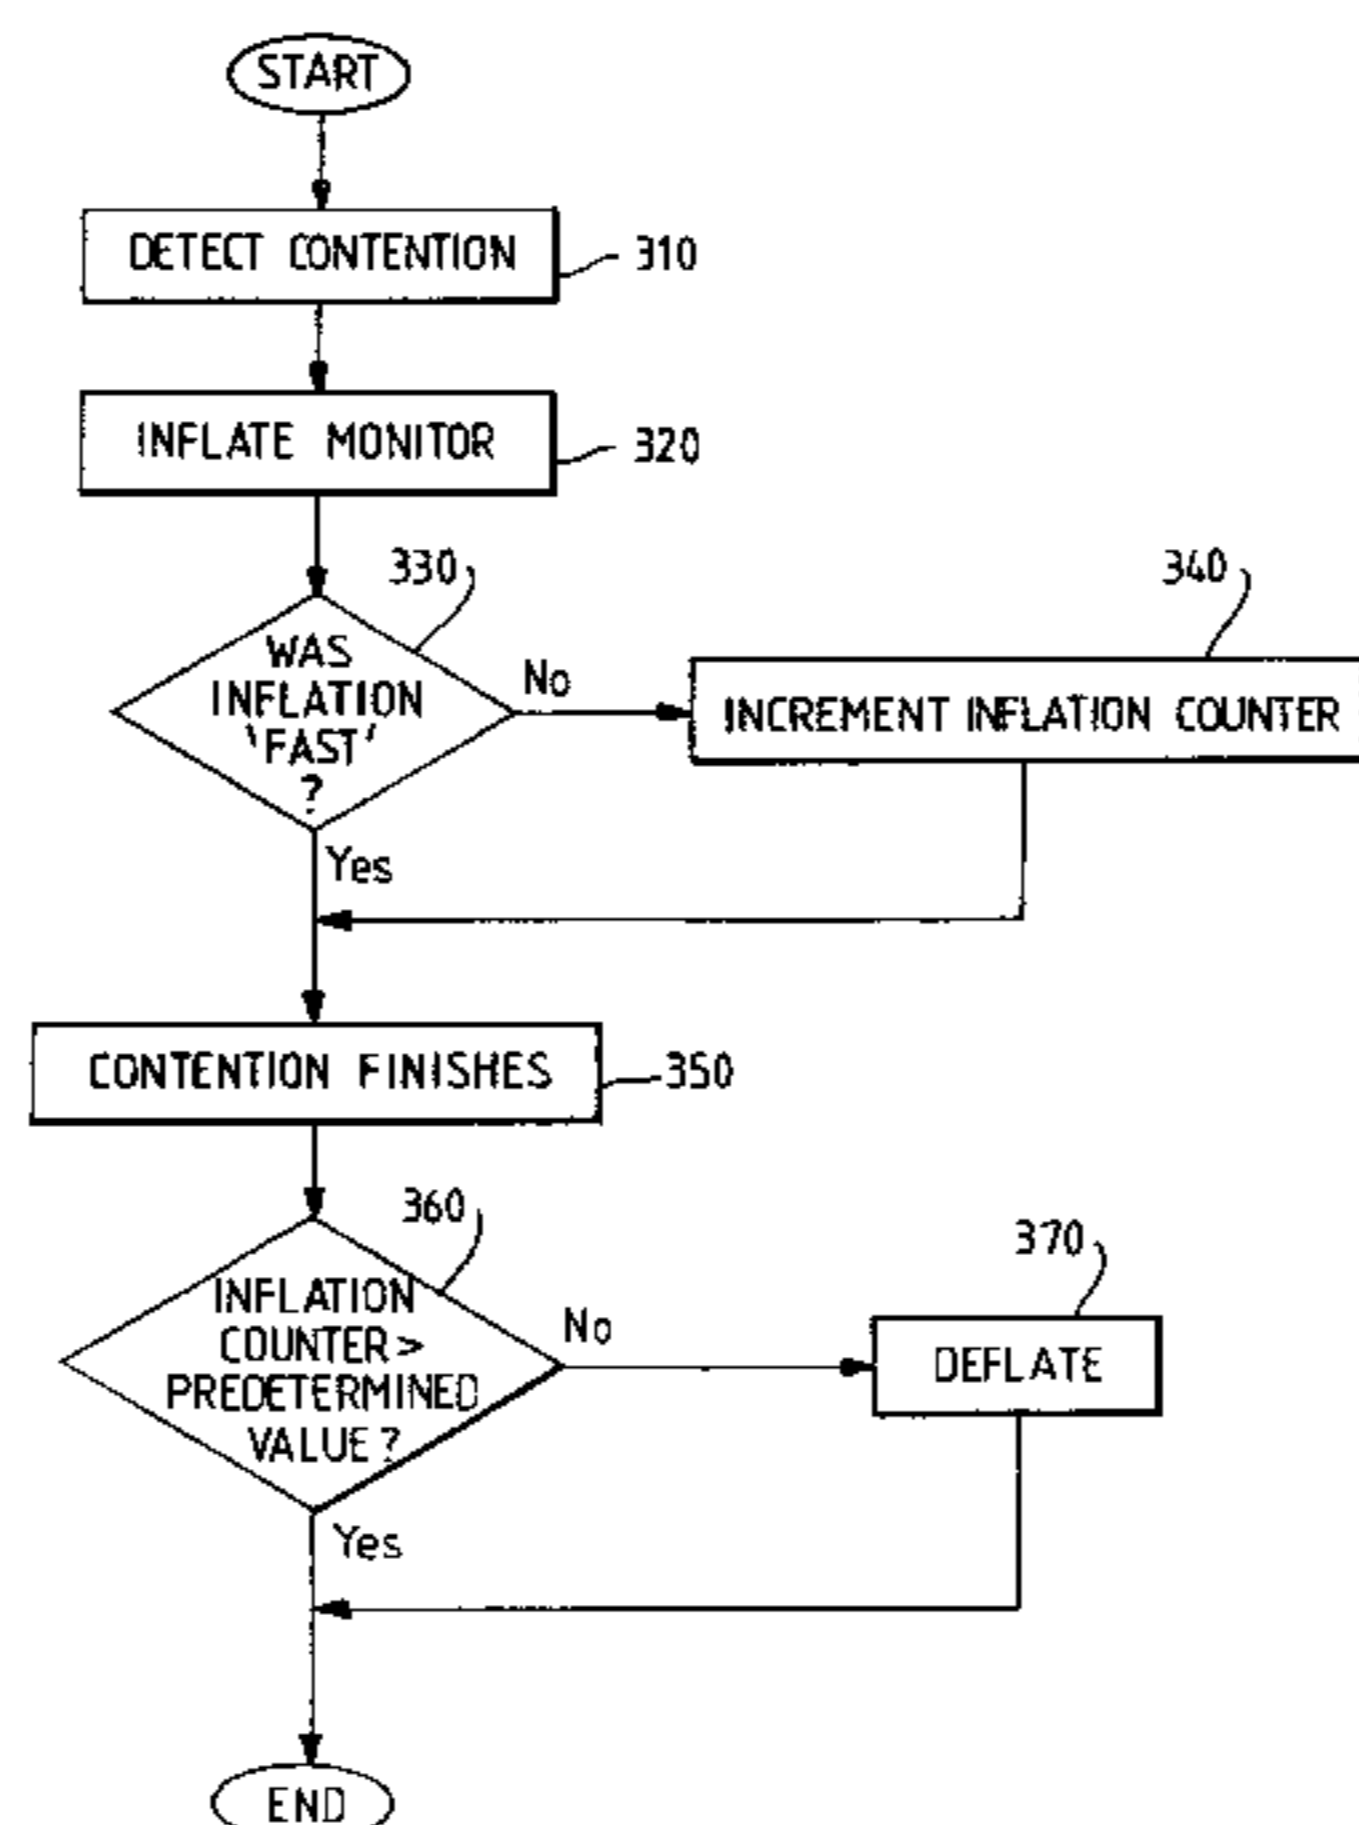 START
DETECT CONTENTION
310
INFLATE MONITOR
320
330
340
WAS
INFLATION
'FAST'
?
No
INCREMENT INFLATION COUNTER
Yes
CONTENTION FINISHES
350
360
370
INFLATION
COUNTER >
PREDETERMINED
VALUE ?
No
DEFLATE
Yes
END